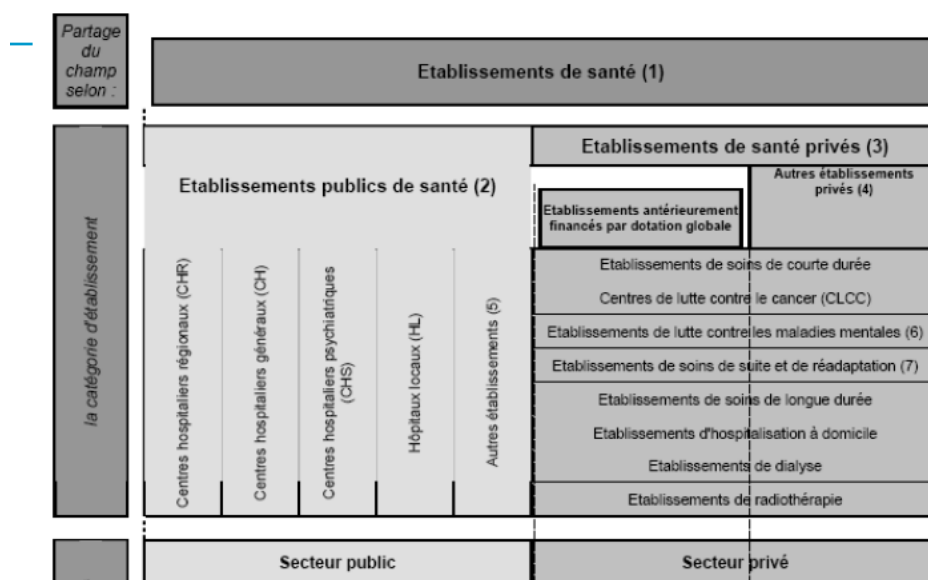 Partage
du
champ
selon :
Etablissements de santé (1)
la catégorie d'établissement
Etablissements publics de santé (2)
Etablissements de santé privés (3)
Etablissements antérieurement
financés par dotation globale
Autres établissements
privés (4)
Centres hospitaliers régionaux (CHR)
Centres hospitaliers généraux (CH)
Centres hospitaliers psychiatriques
(CHS)
Hôpitaux locaux (HL)
Autres établissements (5)
Etablissements de soins de courte durée
Centres de lutte contre le cancer (CLCC)
Etablissements de lutte contre les maladies mentales (6)
Etablissements de soins de suite et de réadaptation (7)
Etablissements de soins de longue durée
Etablissements d'hospitalisation à domicile
Etablissements de dialyse
Etablissements de radiothérapie
Secteur public
Secteur privé